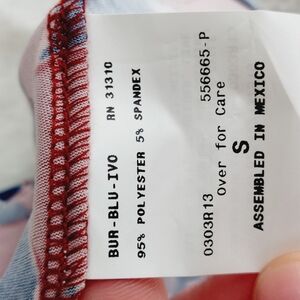 RN 31310
BUR-BLU-IVO
95% POLYESTER 5% SPANDEX
556665-P
0303R13 Over for Care
S
ASSEMBLED IN MEXICO